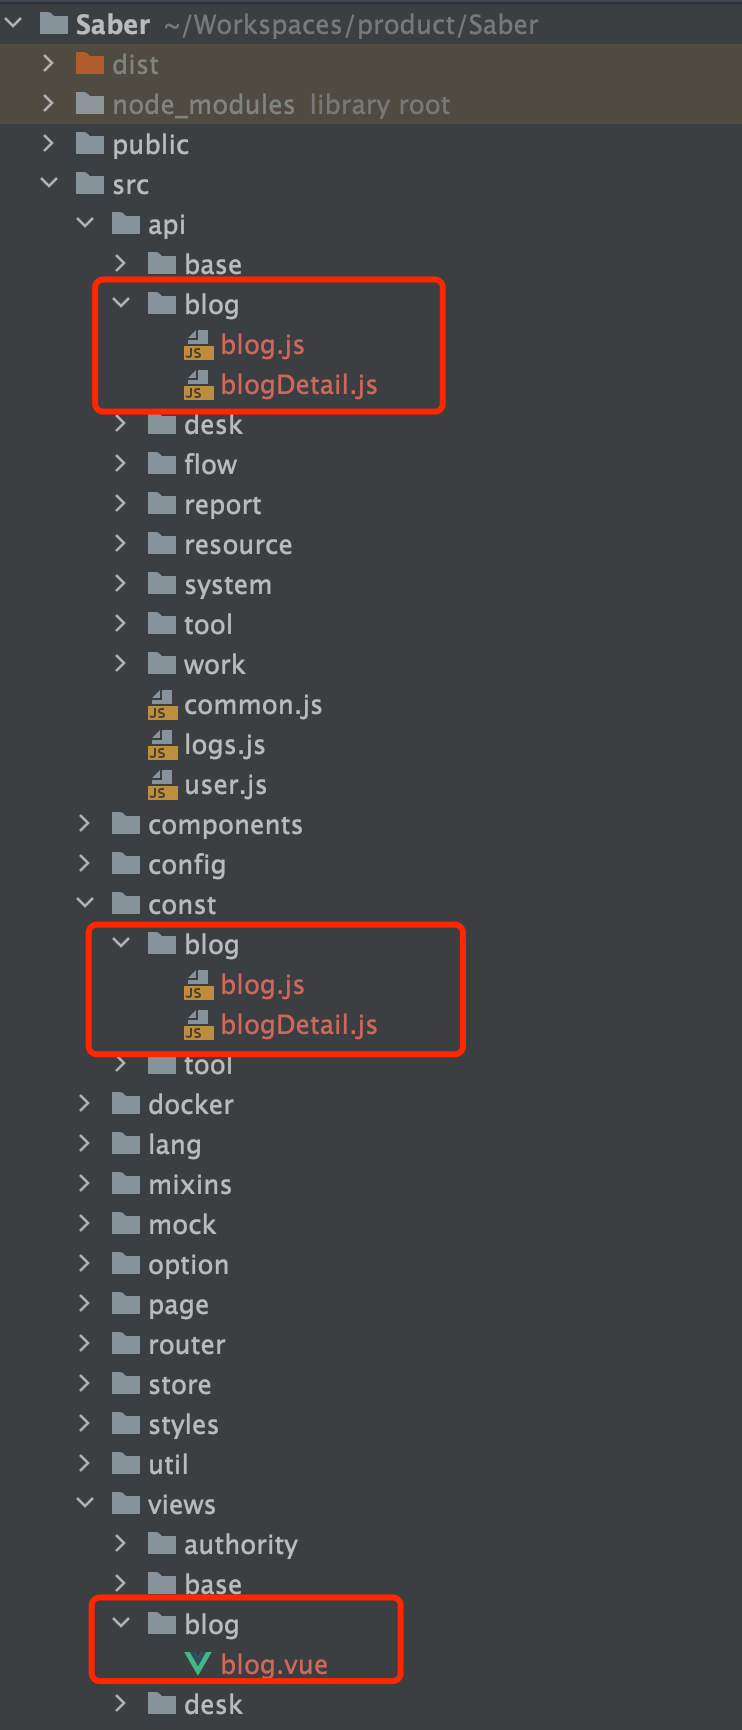 Saber ~/Workspaces/product/Saber
dist
node_modules library root
public
src
api
base
blog
JS blog.js
JS blogDetail.js
desk
flow
report
resource
system
tool
work
JS common.js
JS logs.js
JS user.js
components
config
const
blog
JS blog.js
JS blogDetail.js
tool
docker
lang
mixins
mock
option
page
router
store
styles
util
views
authority
base
blog
blog.vue
desk